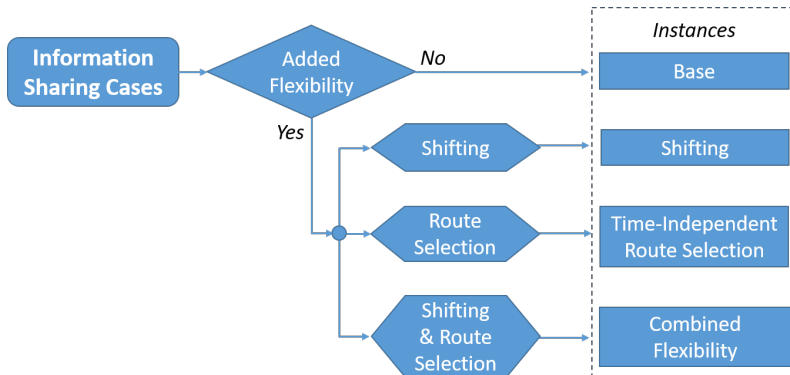 Information
Sharing Cases
Added
Flexibility
No
Yes
Instances
Base
Shifting
Shifting
Route
Selection
Time-Independent
Route Selection
Shifting
& Route
Selection
Combined
Flexibility